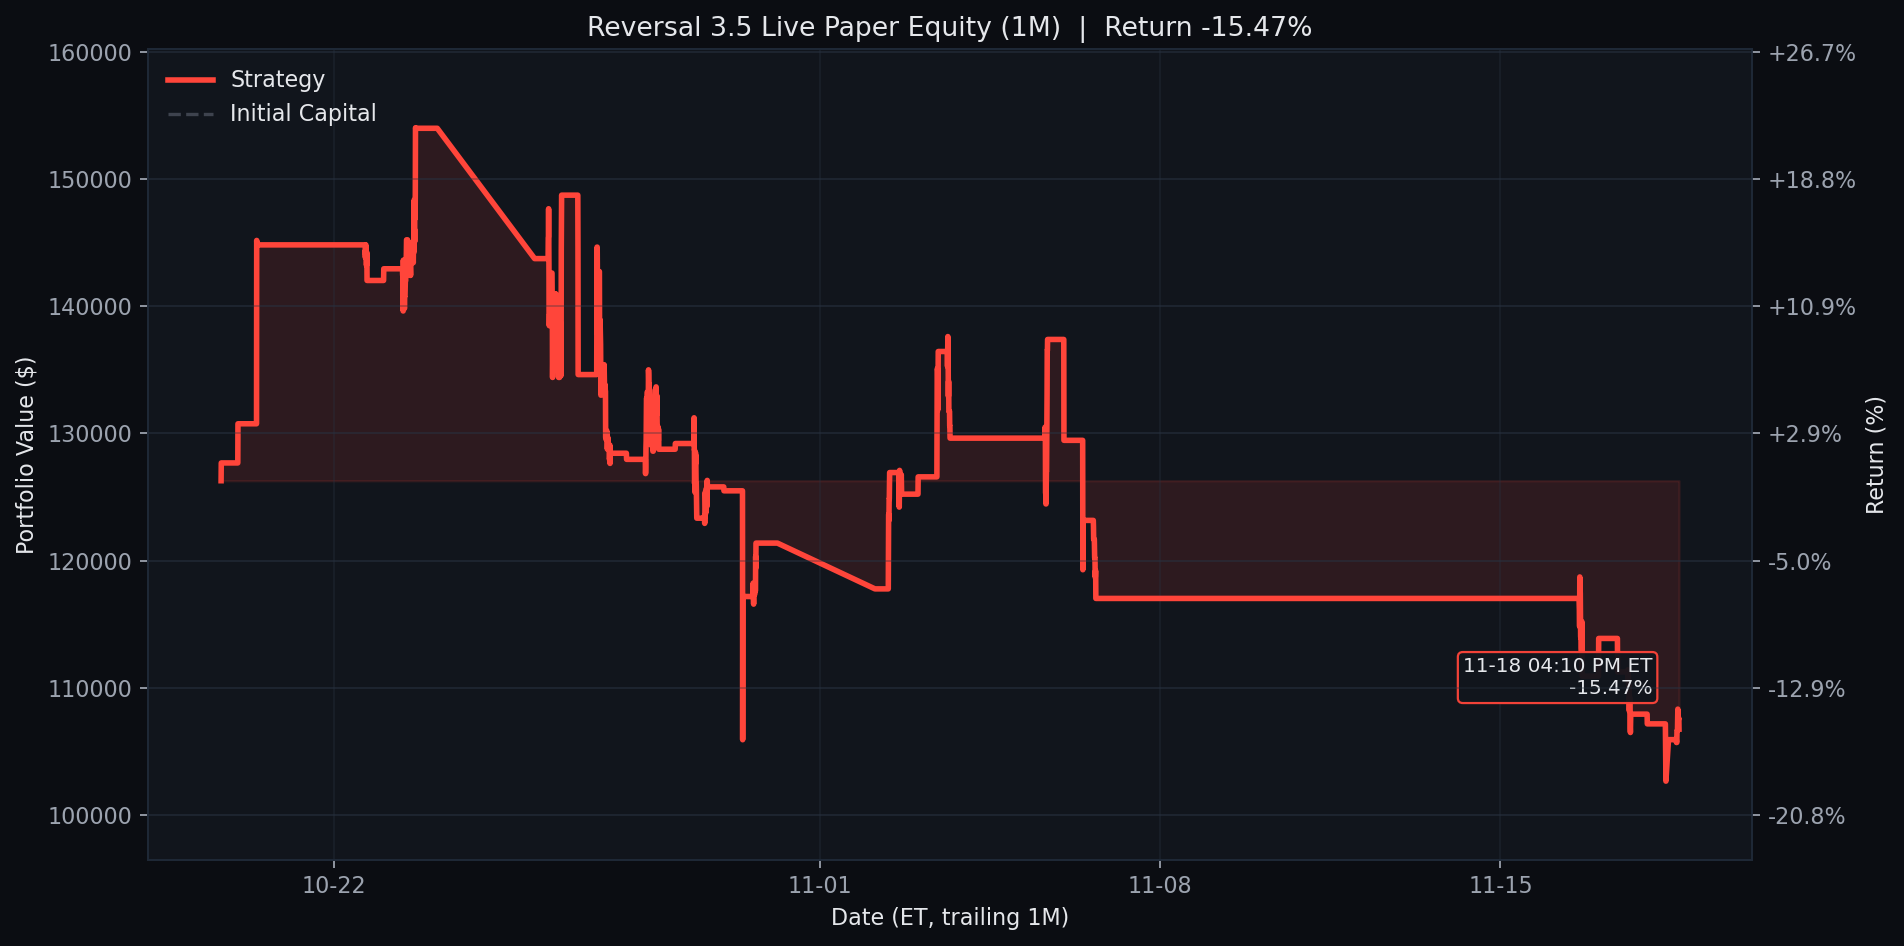 Reversal 3.5 Live Paper Equity (1M)  |  Return -15.47%
Strategy
Initial Capital
160000
150000
140000
130000
120000
110000
100000
Portfolio Value ($)
+26.7%
+18.8%
+10.9%
+2.9%
-5.0%
-12.9%
-20.8%
Return (%)
11-18 04:10 PM ET
-15.47%
10-22
11-01
11-08
11-15
Date (ET, trailing 1M)